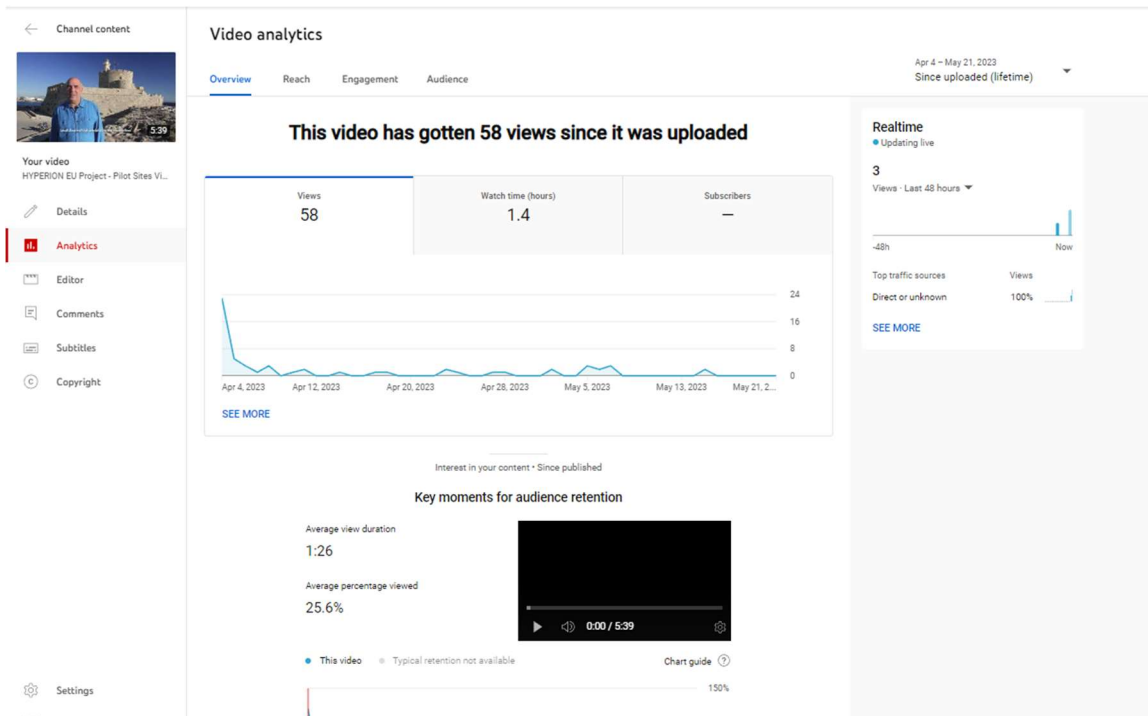 Channel content
5:39
Your video
HYPERION EU Project - Pilot Sites Vi...
Details
Analytics
Editor
Comments
Subtitles
Copyright
Settings
Video analytics
Overview Reach Engagement Audience
Apr 4 – May 21, 2023
Since uploaded (lifetime)
This video has gotten 58 views since it was uploaded
Views
58
Watch time (hours)
1.4
Subscribers
—
24
16
8
0
Apr 4, 2023 Apr 12, 2023 Apr 20, 2023 Apr 28, 2023 May 5, 2023 May 13, 2023 May 21, 2...
SEE MORE
Interest in your content • Since published
Key moments for audience retention
Average view duration
1:26
Average percentage viewed
25.6%
0:00 / 5:39
This video Typical retention not available Chart guide ?
150%
Realtime
Updating live
3
Views · Last 48 hours
-48h Now
Top traffic sources Views
Direct or unknown 100%
SEE MORE